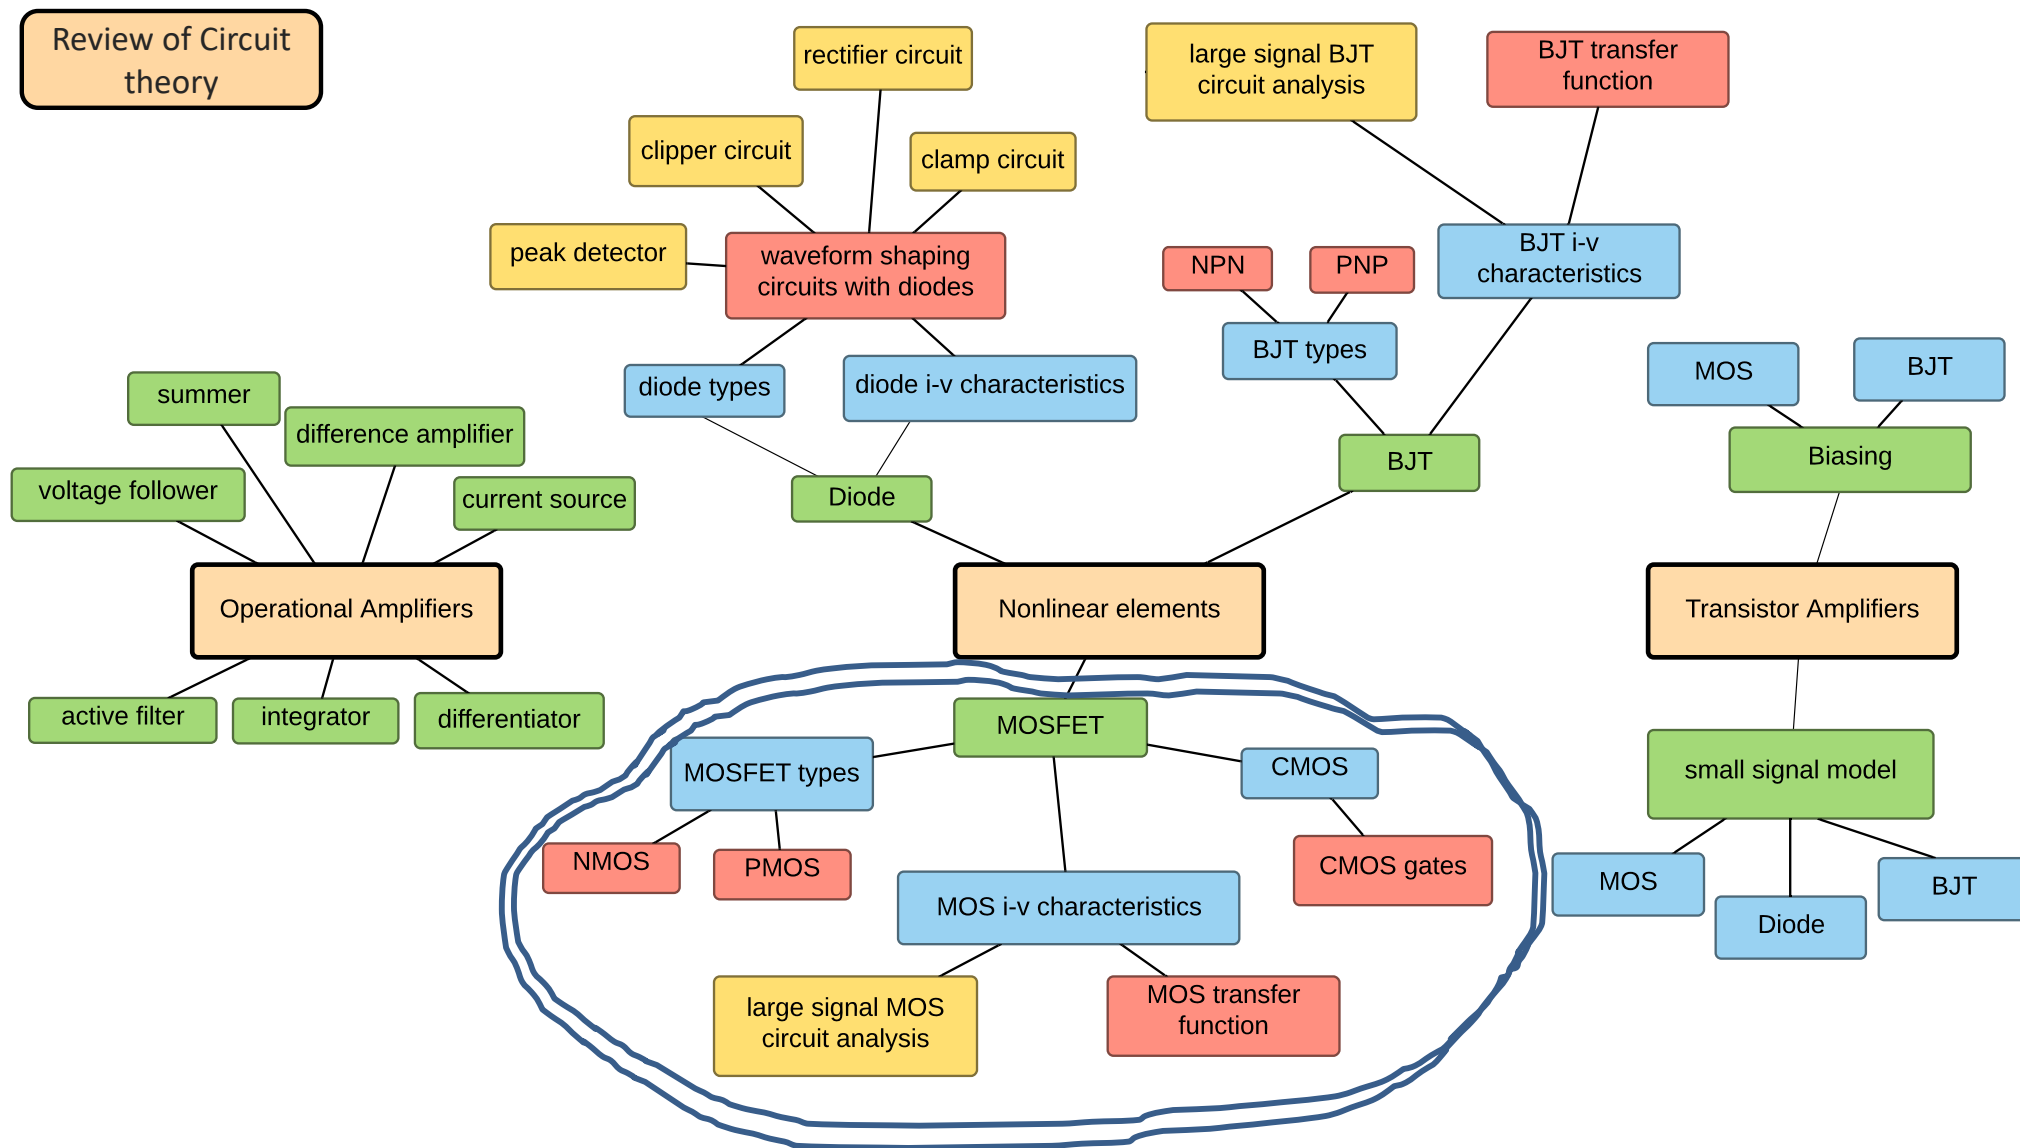 Review of Circuit
theory
rectifier circuit
clipper circuit
clamp circuit
peak detector
waveform shaping
circuits with diodes
diode types
diode i-v characteristics
Diode
large signal BJT
circuit analysis
BJT transfer
function
NPN
PNP
BJT i-v
characteristics
BJT types
BJT
MOS
BJT
Biasing
summer
difference amplifier
voltage follower
current source
Operational Amplifiers
active filter
integrator
differentiator
Nonlinear elements
Transistor Amplifiers
MOSFET
MOSFET types
CMOS
NMOS
PMOS
CMOS gates
MOS i-v characteristics
large signal MOS
circuit analysis
MOS transfer
function
small signal model
MOS
Diode
BJT